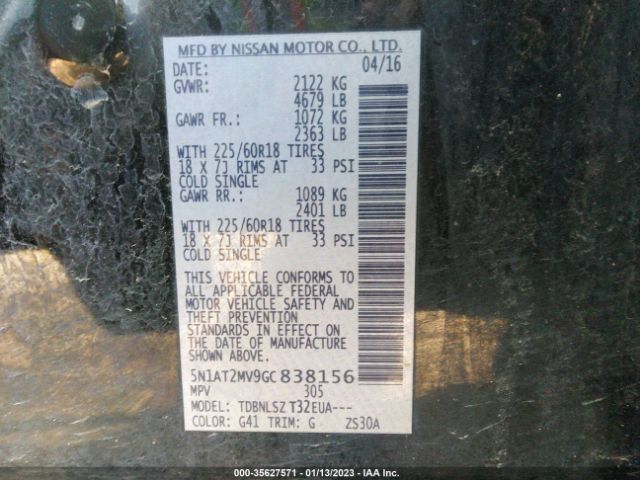 MFD BY NISSAN MOTOR CO., LTD.
DATE: 04/16
GVWR: 2122 KG
4679 LB
GAWR FR.: 1072 KG
2363 LB
WITH 225/60R18 TIRES
18 X 7J RIMS AT 33 PSI
COLD SINGLE
GAWR RR.: 1089 KG
2401 LB
WITH 225/60R18 TIRES
18 X 7J RIMS AT 33 PSI
COLD SINGLE
THIS VEHICLE CONFORMS TO
ALL APPLICABLE FEDERAL
MOTOR VEHICLE SAFETY AND
THEFT PREVENTION
STANDARDS IN EFFECT ON
THE DATE OF MANUFACTURE
SHOWN ABOVE.
5N1AT2MV9GC838156
MPV 305
MODEL: TDBNLSZ T32EUA---
COLOR: G41 TRIM: G ZS30A
000-35627571 — 01/13/2023 — IAA Inc.